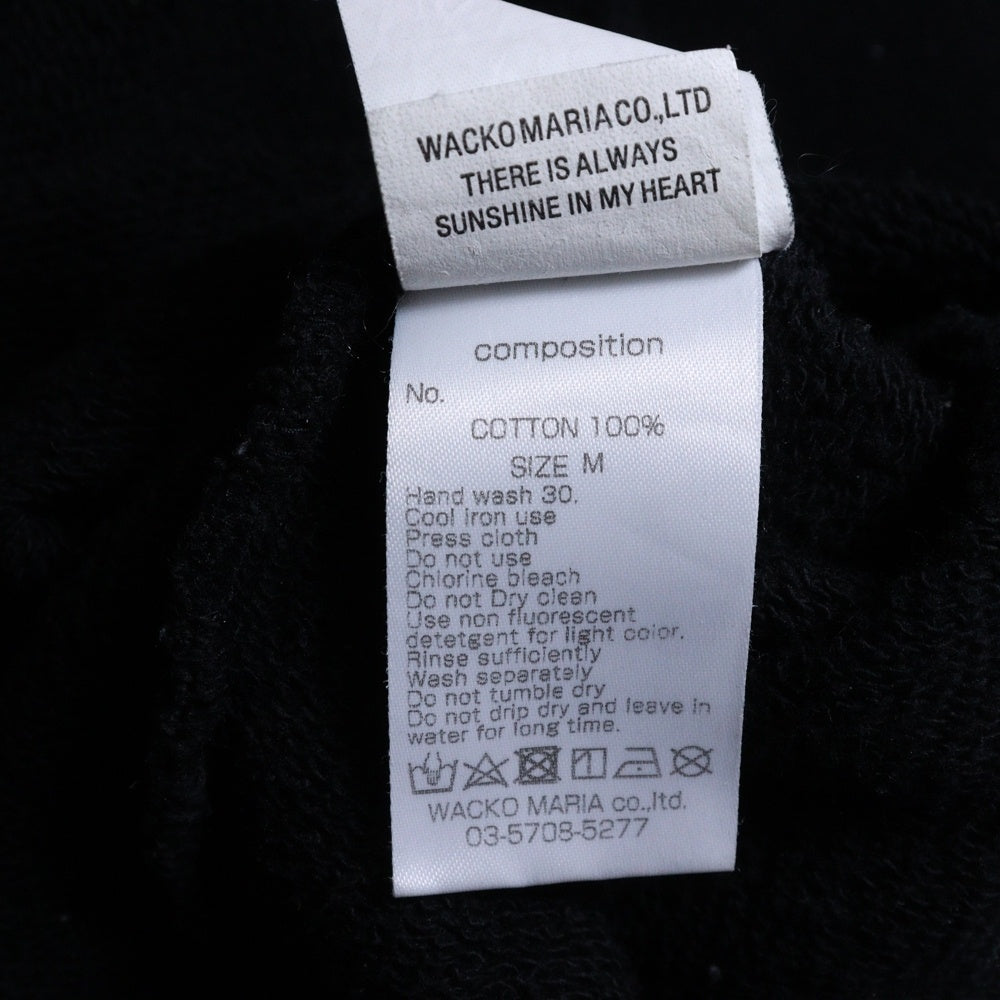 WACKO MARIA CO.,LTD
THERE IS ALWAYS
SUNSHINE IN MY HEART
composition
No.
COTTON 100%
SIZE M
Hand wash 30.
Cool iron use
Press cloth
Do not use
Chlorine bleach
Do not Dry clean
Use non fluorescent
detetgent for light color.
Rinse sufficiently
Wash separately
Do not tumble dry
Do not drip dry and leave in
water for long time.
WACKO MARIA co.,ltd.
03-5708-5277